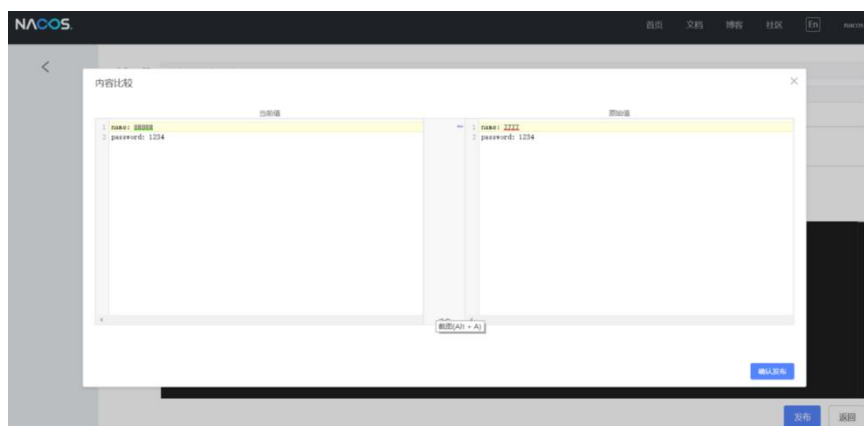 NACOS.
首页 文档 博客 社区 En nacos
内容比较
当前值 原始值
1 name:
2 password: 1234
1 name: ZZZZ
2 password: 1234
截图(Alt + A)
确认发布
发布 返回